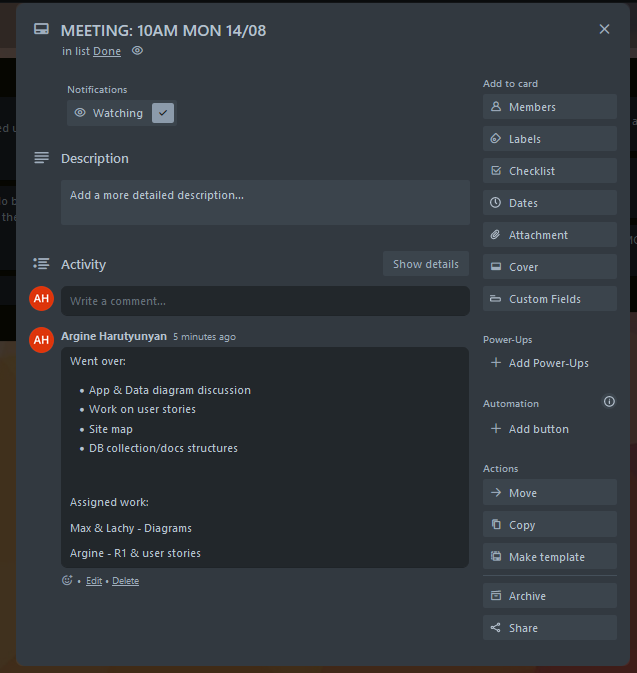 MEETING: 10AM MON 14/08
in list Done
Notifications
Watching
Description
Add a more detailed description...
Activity
Show details
AH
Write a comment...
AH
Argine Harutyunyan 5 minutes ago
Went over:
• App & Data diagram discussion
• Work on user stories
• Site map
• DB collection/docs structures
Assigned work:
Max & Lachy - Diagrams
Argine - R1 & user stories
• Edit • Delete
Add to card
Members
Labels
Checklist
Dates
Attachment
Cover
Custom Fields
Power-Ups
Add Power-Ups
Automation
Add button
Actions
Move
Copy
Make template
Archive
Share